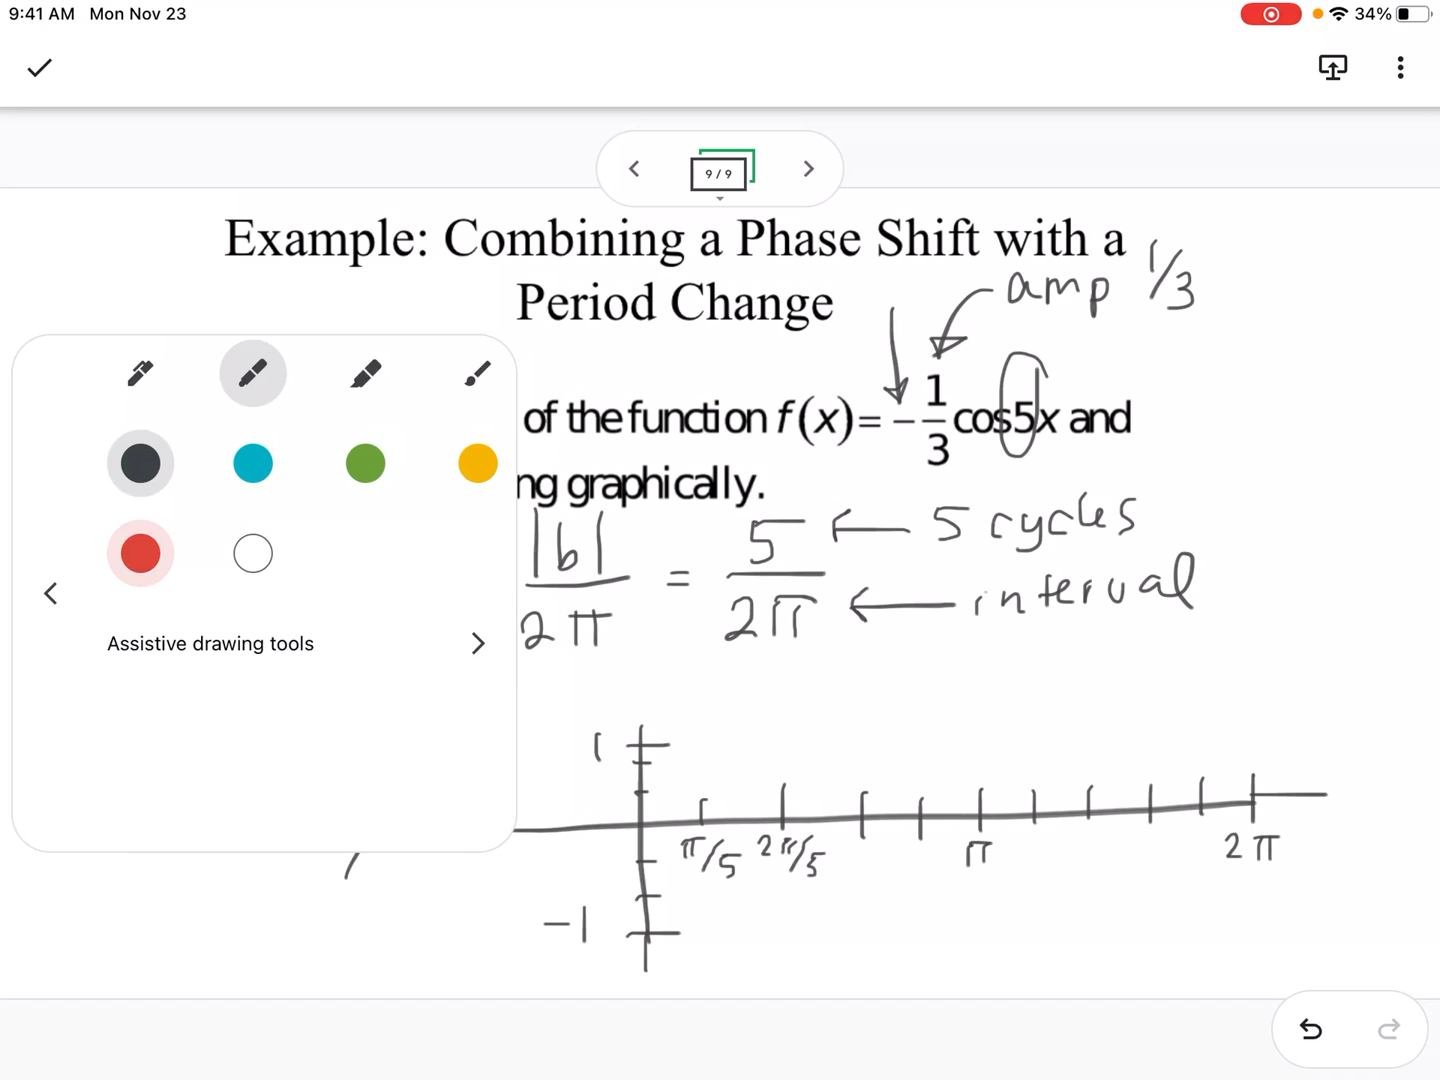 9:41 AM Mon Nov 23
34%
9 / 9
Example: Combining a Phase Shift with a
Period Change
amp 1/3
of the function f(x)= -1/3 cos5x and
ng graphically.
|b|/2π = 5/2π ← 5 cycles
← interval
Assistive drawing tools
1
π/5 2π/5 π 2π
-1